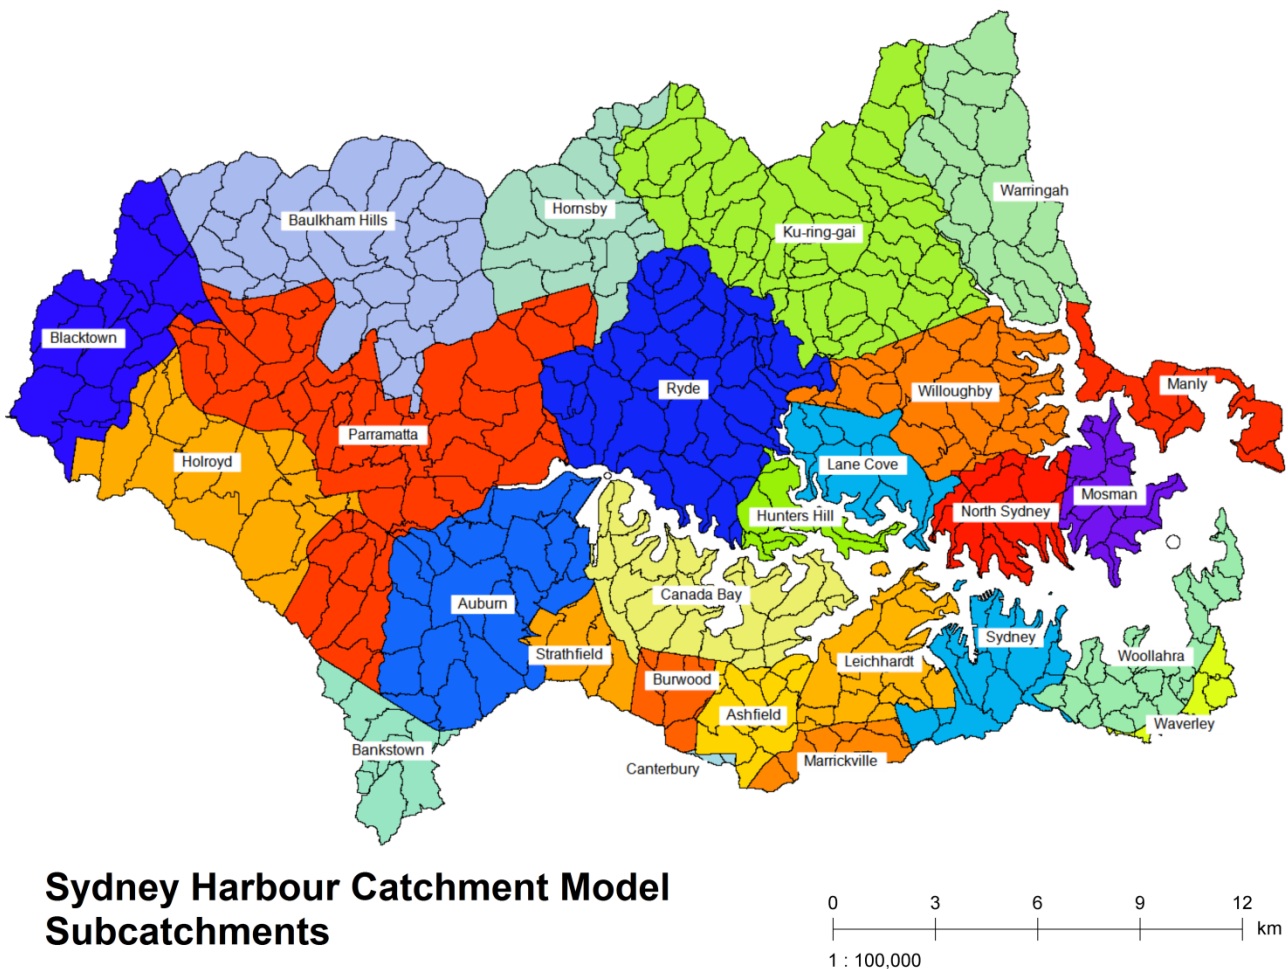 Warringah
Hornsby
Baulkham Hills
Ku-ring-gai
Blacktown
Manly
Ryde
Willoughby
Parramatta
Holroyd
Lane Cove
Mosman
North Sydney
Hunters Hill
Canada Bay
Auburn
Sydney
Strathfield
Leichhardt
Woollahra
Burwood
Ashfield
Waverley
Bankstown
Canterbury
Marrickville
Sydney Harbour Catchment Model
Subcatchments
0 3 6 9 12
km
1 : 100,000